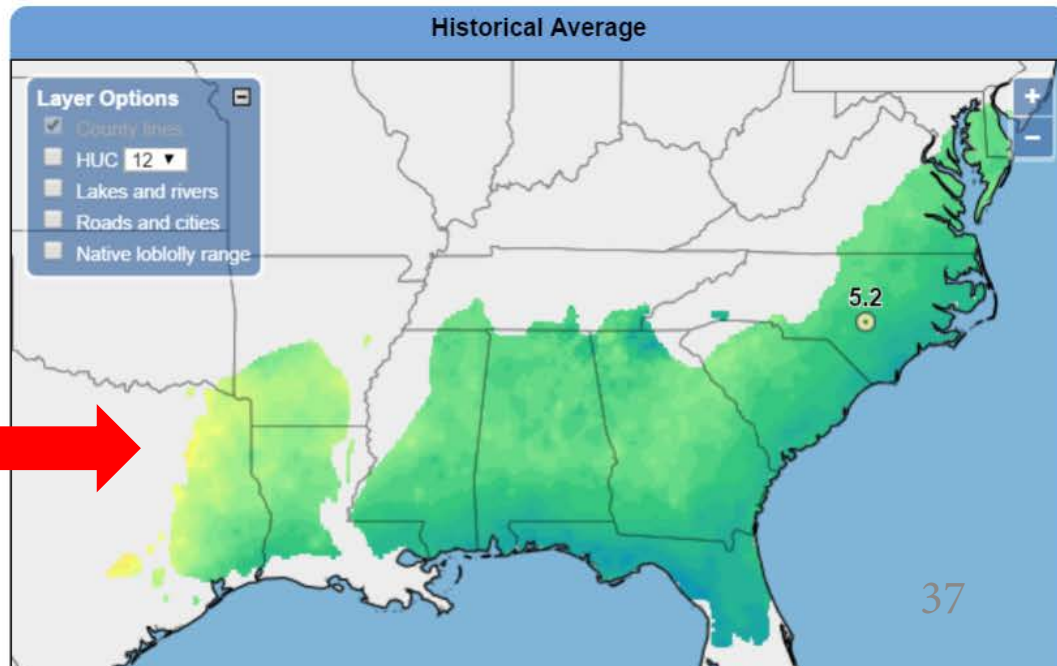 Historical Average
Layer Options
County lines
HUC 12
Lakes and rivers
Roads and cities
Native loblolly range
+
−
5.2
37